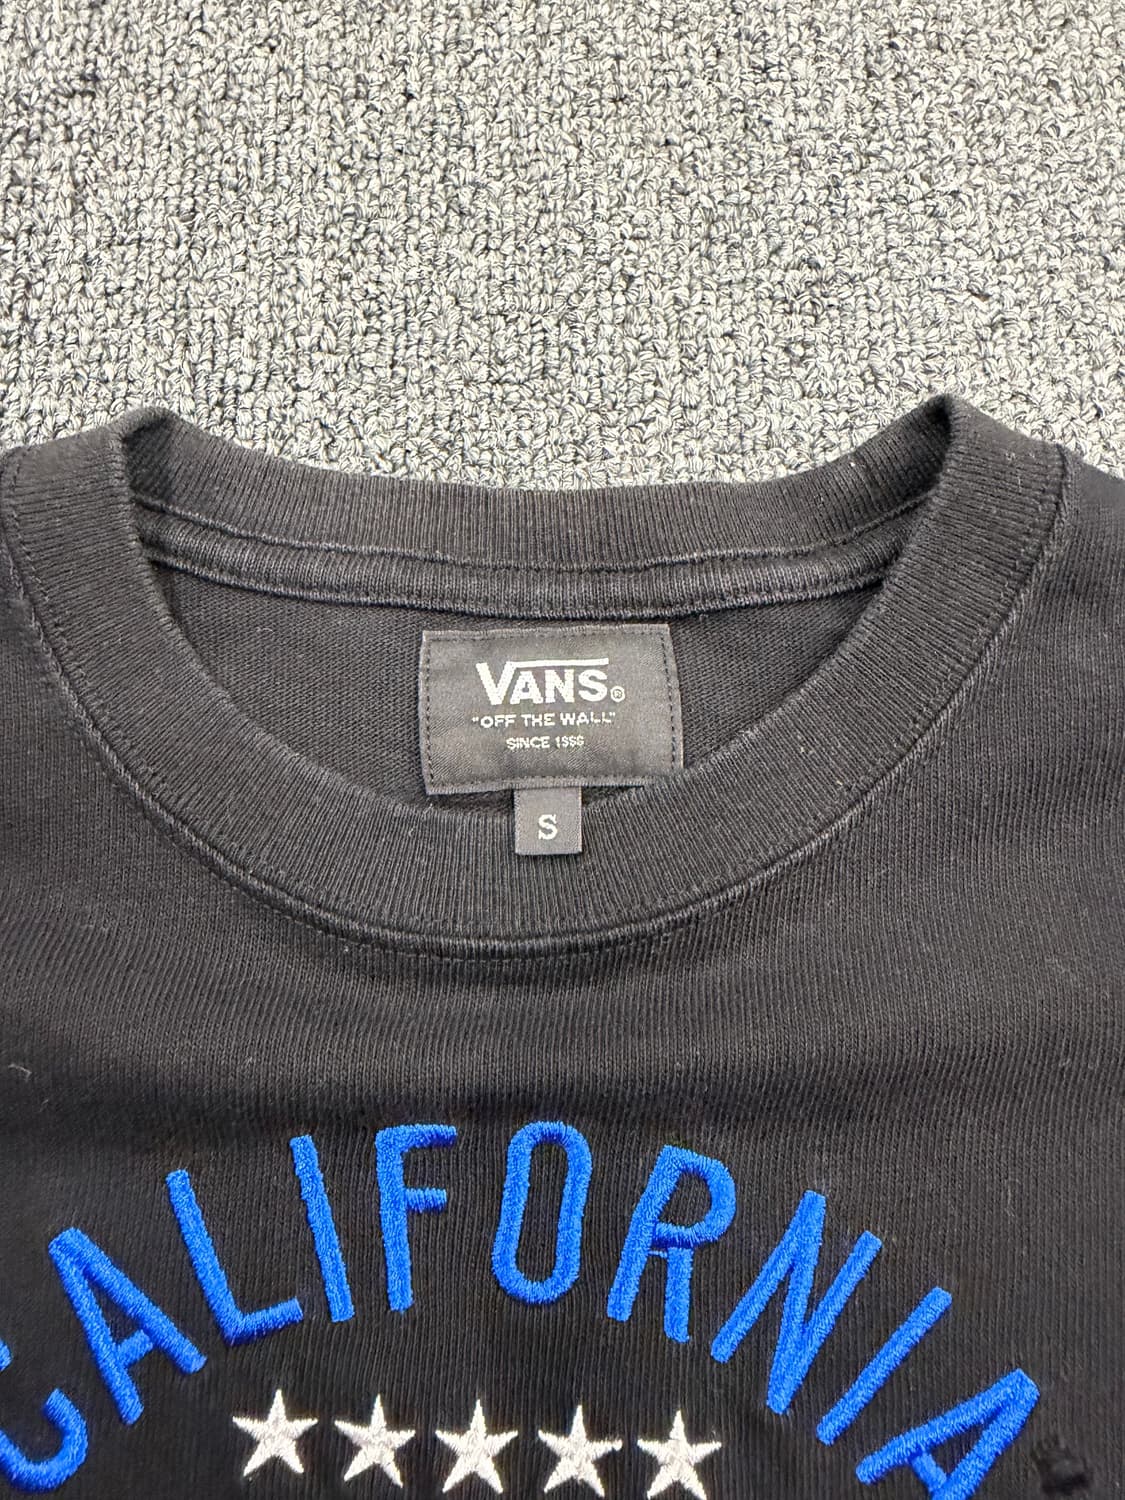 VANS®
"OFF THE WALL"
SINCE 1966
S
CALIFORNIA